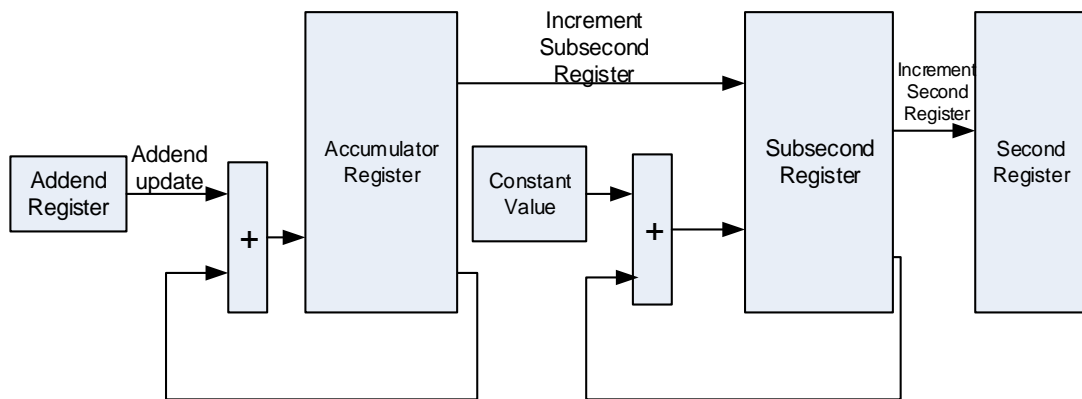 Addend
Register
Addend
update
+
Accumulator
Register
Increment
Subsecond
Register
Constant
Value
+
Subsecond
Register
Increment
Second
Register
Second
Register